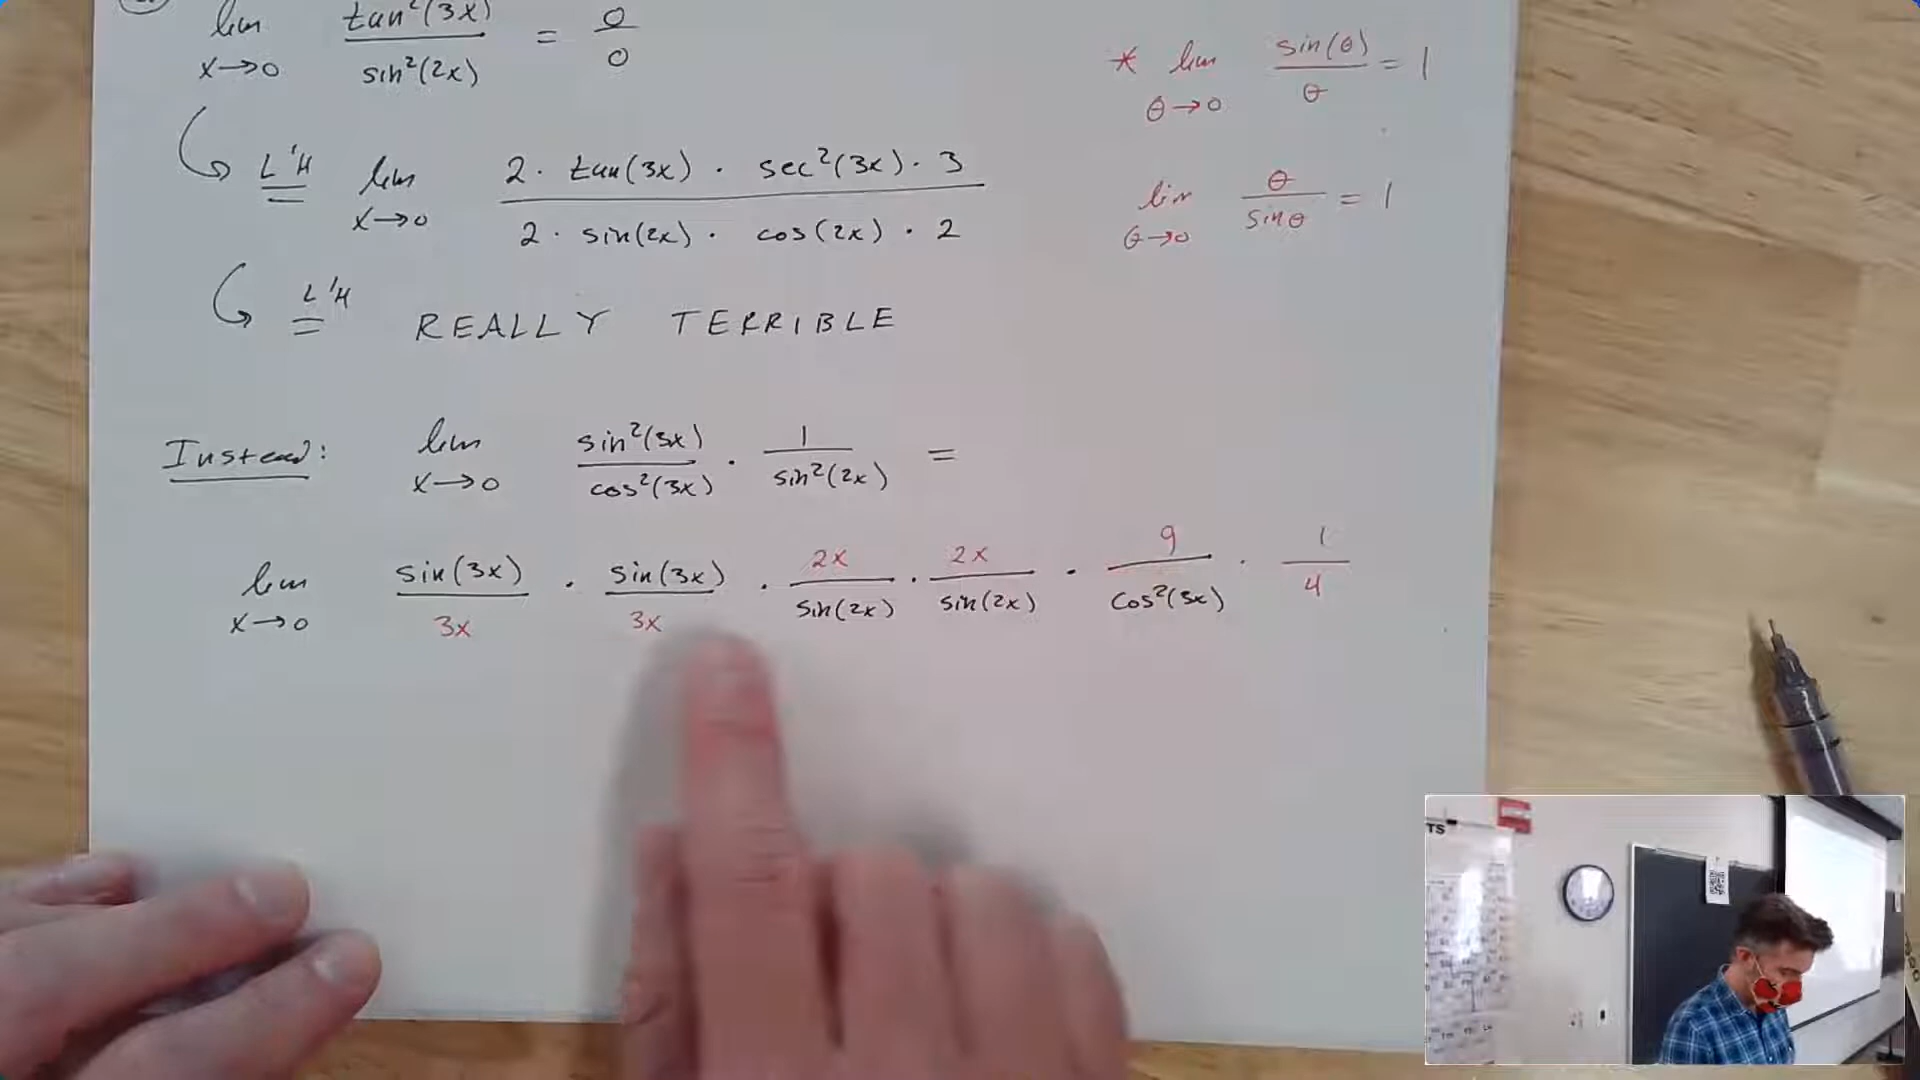 lim tan²(3x) / sin²(2x) = 0/0
x→0
* lim sin(θ) / θ = 1
θ→0
L'H lim 2 · tan(3x) · sec²(3x) · 3 / 2 · sin(2x) · cos(2x) · 2
x→0
lim θ / sinθ = 1
θ→0
L'H = REALLY TERRIBLE
Instead: lim sin²(3x) / cos²(3x) · 1 / sin²(2x) =
x→0
lim sin(3x) / 3x · sin(3x) / 3x · 2x / sin(2x) · 2x / sin(2x) · 9 / cos²(3x) · 1 / 4
x→0
TS